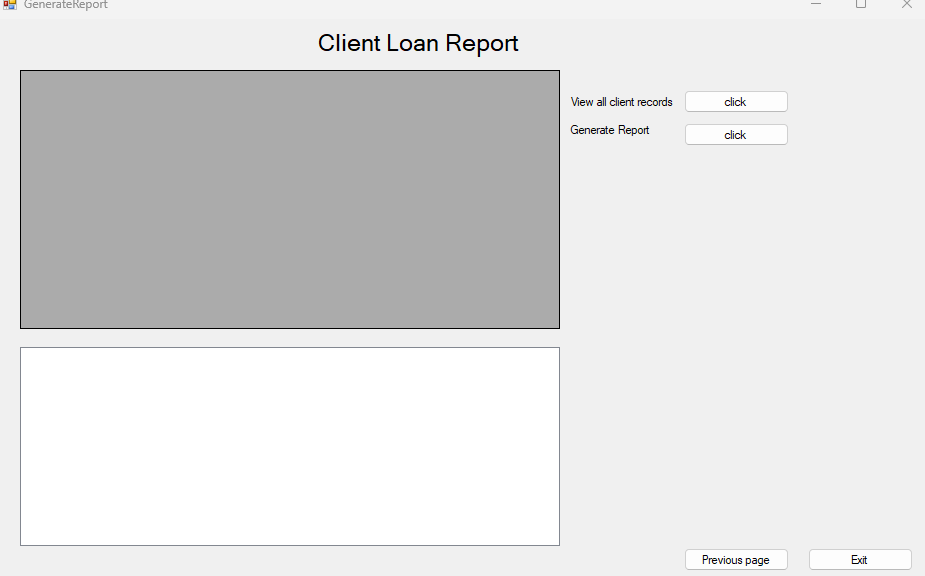 GenerateReport
Client Loan Report
View all client records click
Generate Report click
Previous page Exit